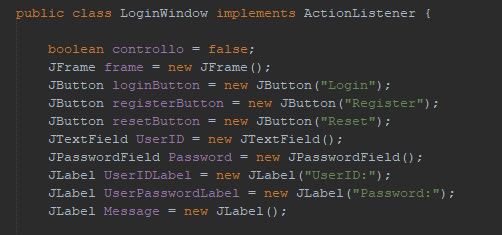 public class LoginWindow implements ActionListener {
boolean controllo = false;
JFrame frame = new JFrame();
JButton loginButton = new JButton("Login");
JButton registerButton = new JButton("Register");
JButton resetButton = new JButton("Reset");
JTextField UserID = new JTextField();
JPasswordField Password = new JPasswordField();
JLabel UserIDLabel = new JLabel("UserID:");
JLabel UserPasswordLabel = new JLabel("Password:");
JLabel Message = new JLabel();